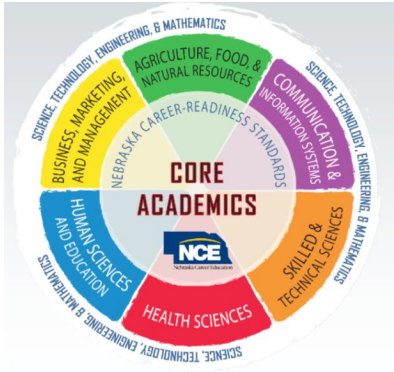 SCIENCE, TECHNOLOGY, ENGINEERING, & MATHEMATICS
AGRICULTURE, FOOD, &
NATURAL RESOURCES
SCIENCE, TECHNOLOGY, ENGINEERING, & MATHEMATICS
COMMUNICATION &
INFORMATION SYSTEMS
BUSINESS, MARKETING,
AND MANAGEMENT
NEBRASKA CAREER-READINESS STANDARDS
CORE
ACADEMICS
NCE
Nebraska Career Education
HUMAN SCIENCES
AND EDUCATION
SKILLED &
TECHNICAL SCIENCES
HEALTH SCIENCES
SCIENCE, TECHNOLOGY, ENGINEERING, & MATHEMATICS